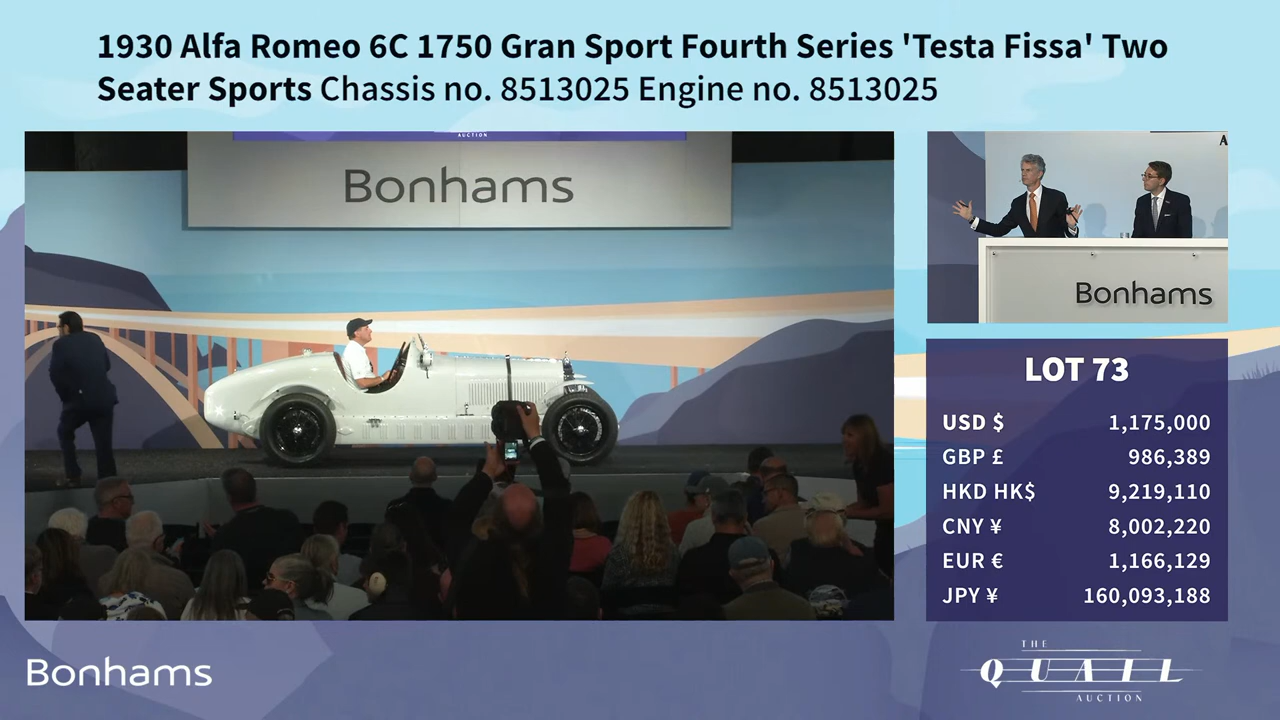 1930 Alfa Romeo 6C 1750 Gran Sport Fourth Series 'Testa Fissa' Two
Seater Sports Chassis no. 8513025 Engine no. 8513025
AUCTION
Bonhams
A
Bonhams
LOT 73
USD $ 1,175,000
GBP £ 986,389
HKD HK$ 9,219,110
CNY ¥ 8,002,220
EUR € 1,166,129
JPY ¥ 160,093,188
Bonhams
THE
QUAIL
AUCTION